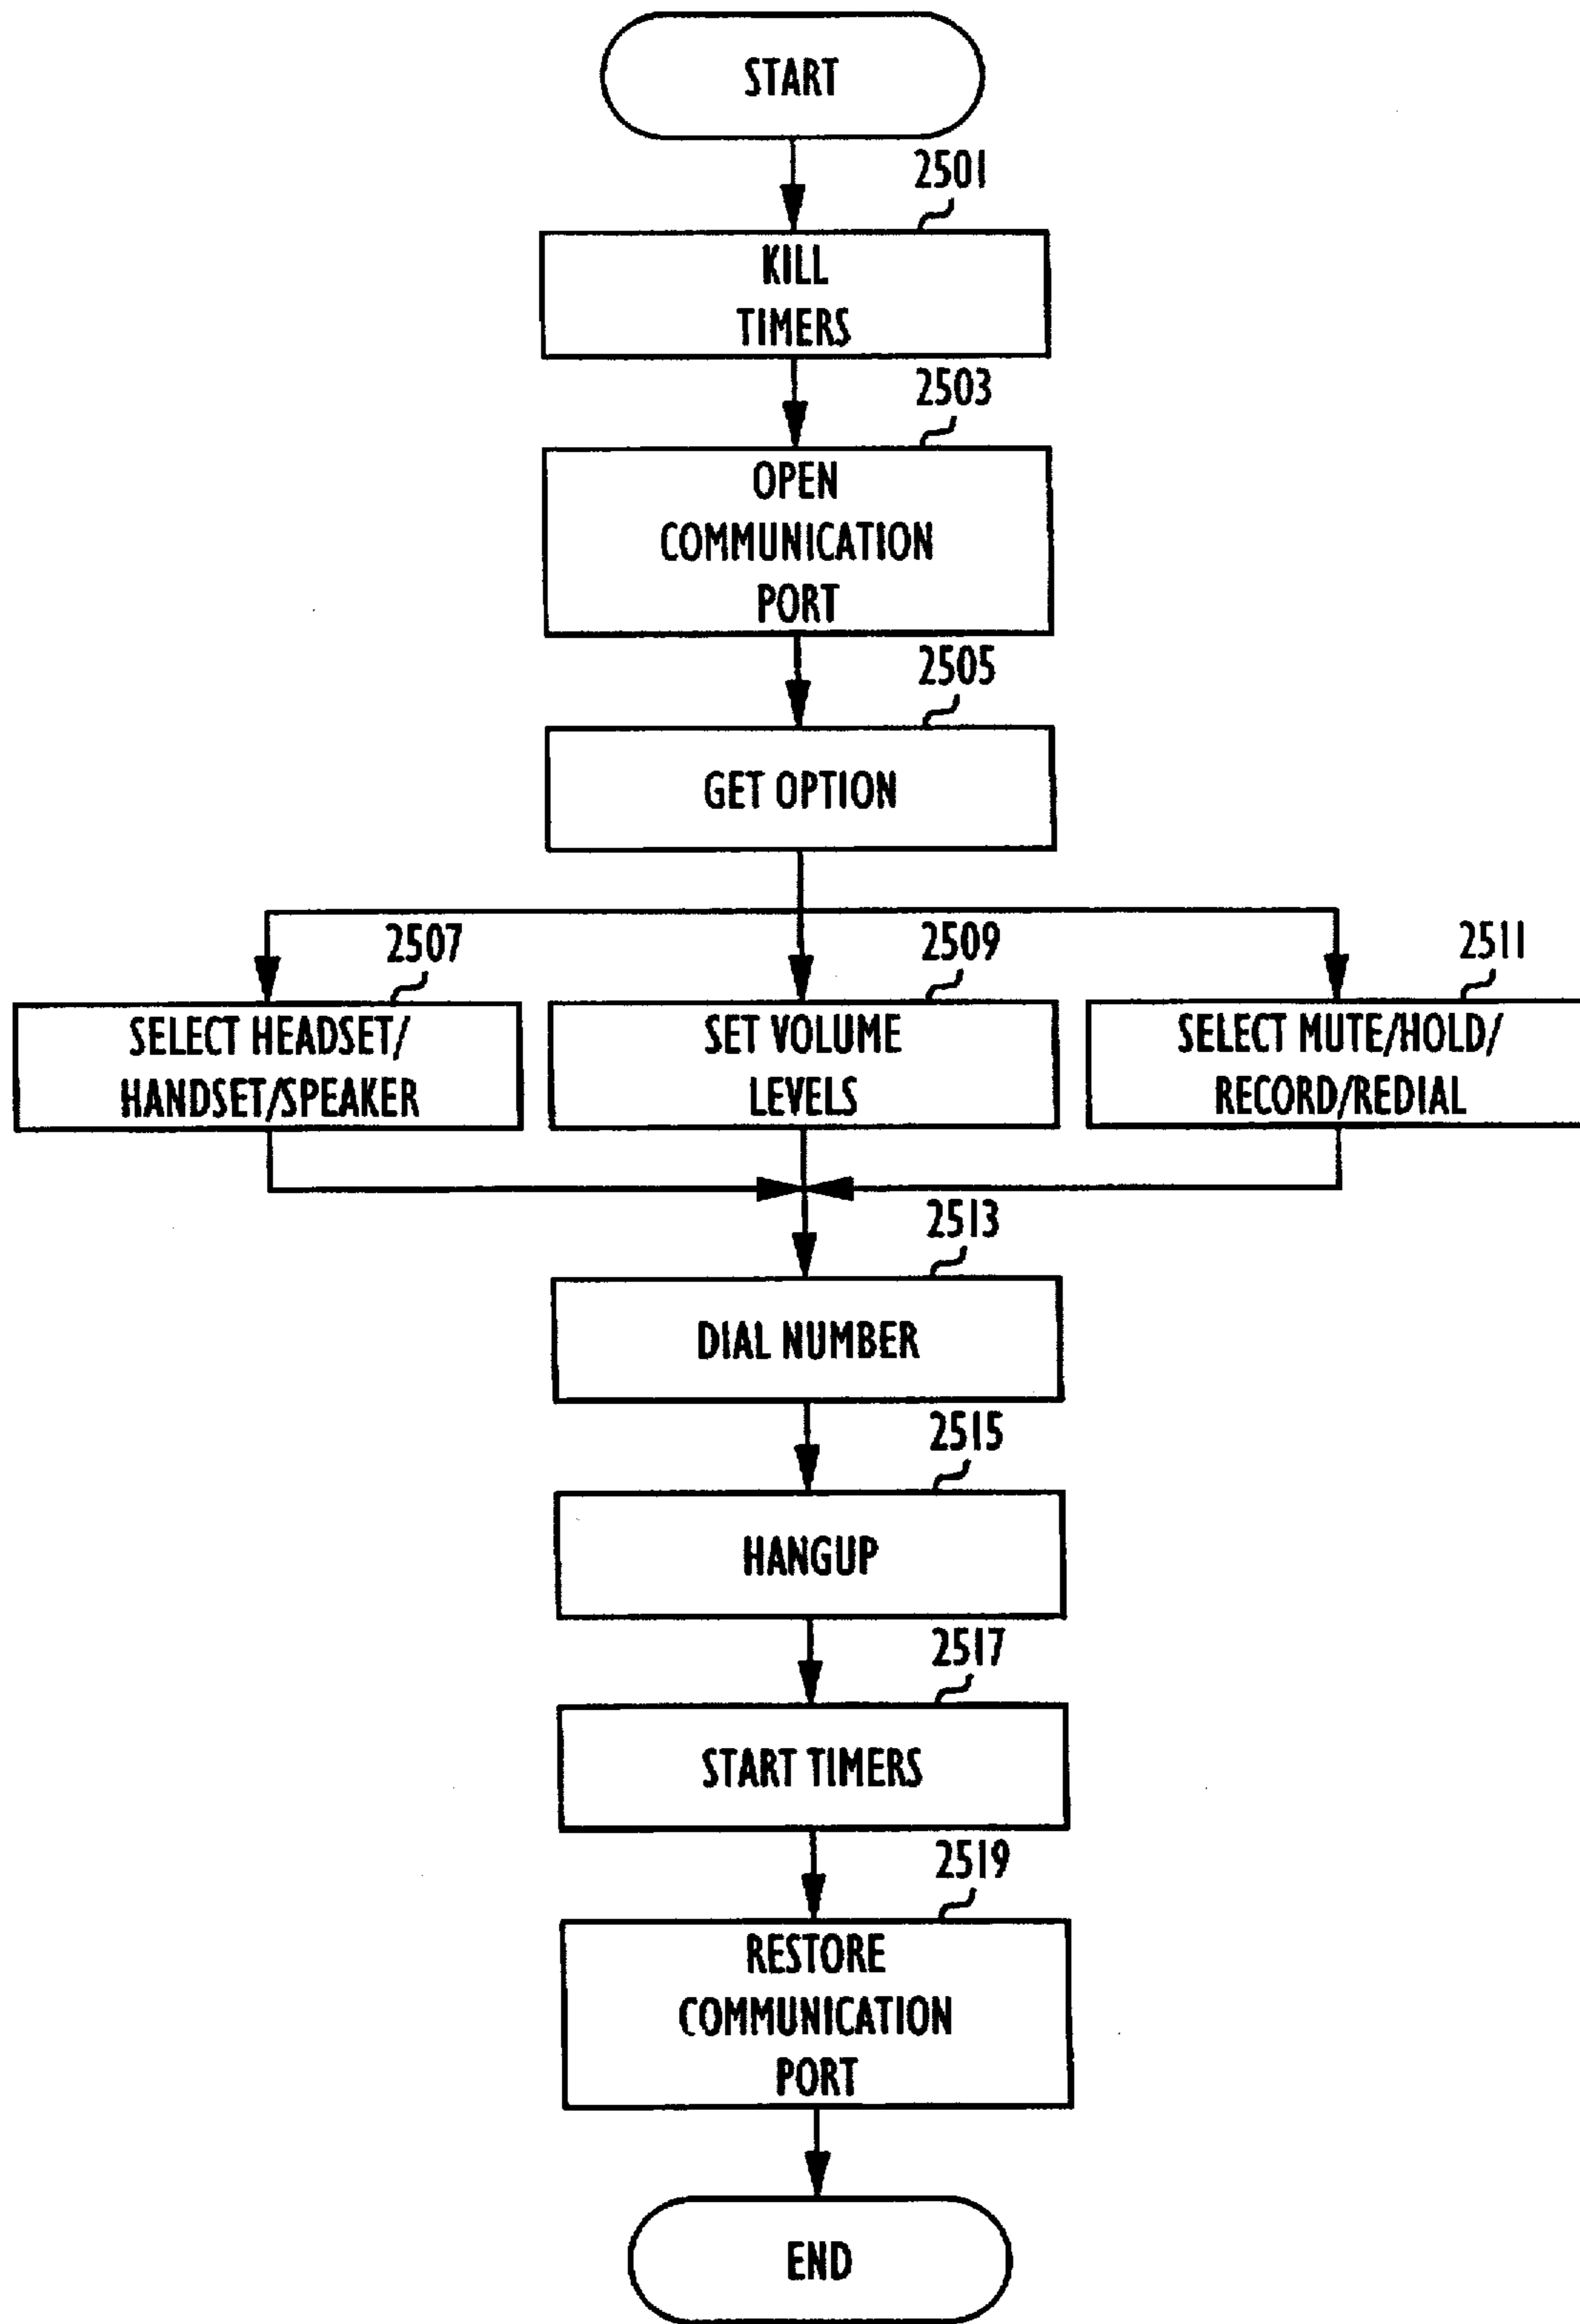 START
2501
KILL
TIMERS
2503
OPEN
COMMUNICATION
PORT
2505
GET OPTION
2507
SELECT HEADSET/
HANDSET/SPEAKER
2509
SET VOLUME
LEVELS
2511
SELECT MUTE/HOLD/
RECORD/REDIAL
2513
DIAL NUMBER
2515
HANGUP
2517
START TIMERS
2519
RESTORE
COMMUNICATION
PORT
END